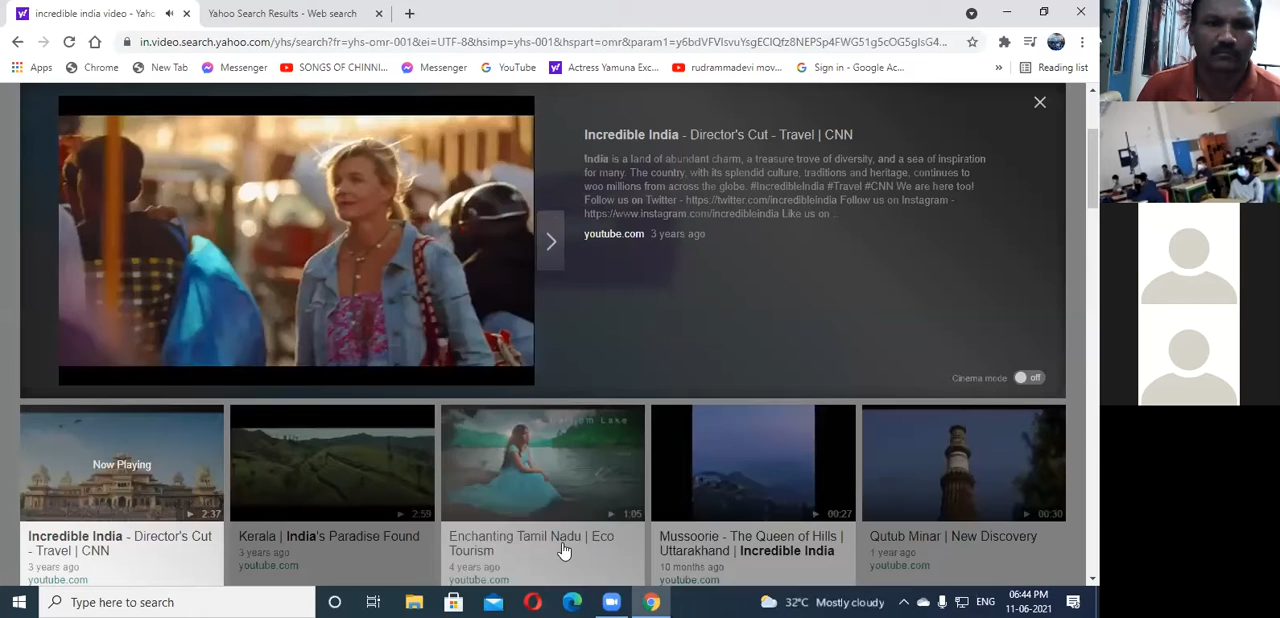 incredible india video - Yaho
Yahoo Search Results - Web search
in.video.search.yahoo.com/yhs/search?fr=yhs-omr-001&ei=UTF-8&hsimp=yhs-001&hspart=omr&param1=
Apps Chrome New Tab Messenger SONGS OF CHINNI... Messenger YouTube Actress Yamuna Exc... rudrammadevi mov... Sign in - Google Ac... » Reading list
Incredible India - Director's Cut - Travel | CNN
India is a land of abundant charm, a treasure trove of diversity, and a sea of inspiration
for many. The country, with its splendid culture, traditions and heritage, continues to
woo millions from across the globe. #IncredibleIndia #Travel #CNN We are here too!
Follow us on Twitter - https://twitter.com/incredibleindia Follow us on Instagram -
https://www.instagram.com/incredibleindia Like us on ..
youtube.com 3 years ago
Cinema mode off
Now Playing
2:37
2:59
1:05
00:27
00:30
Incredible India - Director's Cut
- Travel | CNN
3 years ago
youtube.com
Kerala | India's Paradise Found
3 years ago
youtube.com
Enchanting Tamil Nadu | Eco
Tourism
4 years ago
youtube.com
Mussoorie - The Queen of Hills |
Uttarakhand | Incredible India
10 months ago
youtube.com
Qutub Minar | New Discovery
1 year ago
youtube.com
Type here to search
32°C Mostly cloudy
ENG
06:44 PM
11-06-2021